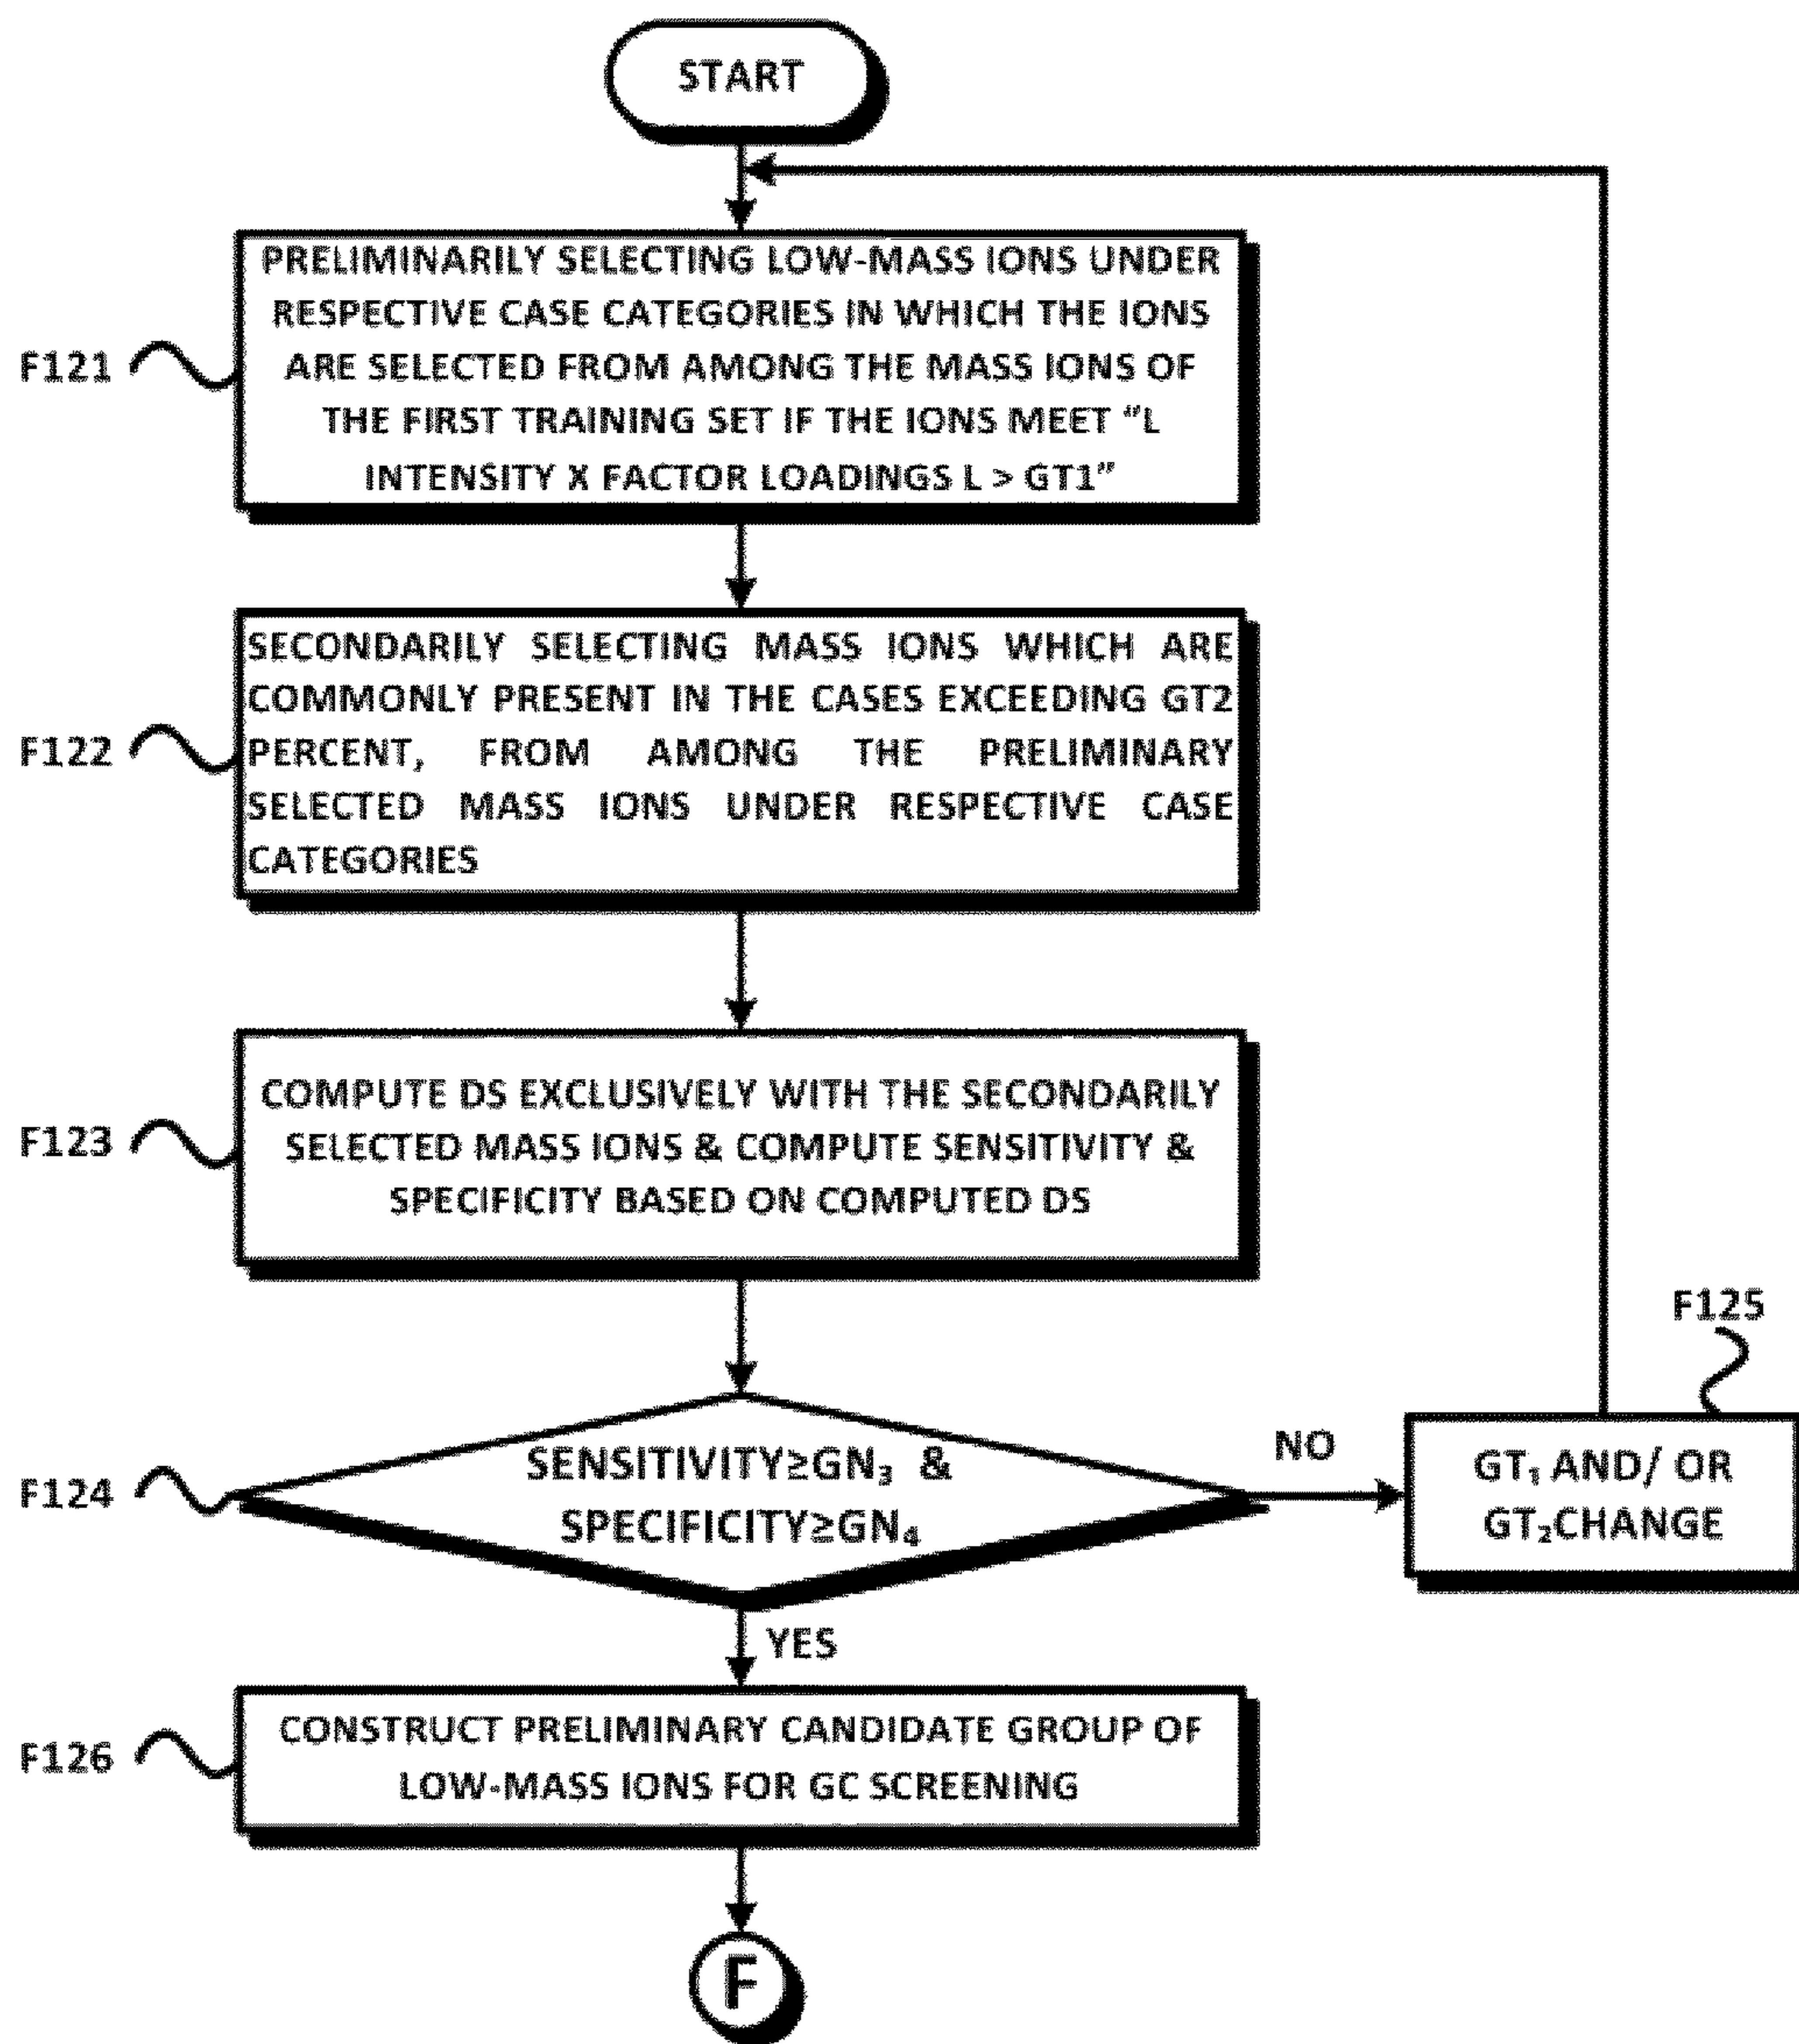 START
PRELIMINARILY SELECTING LOW-MASS IONS UNDER
RESPECTIVE CASE CATEGORIES IN WHICH THE IONS
ARE SELECTED FROM AMONG THE MASS IONS OF
THE FIRST TRAINING SET IF THE IONS MEET "L
INTENSITY X FACTOR LOADINGS L > GT1"
F121
SECONDARILY SELECTING MASS IONS WHICH ARE
COMMONLY PRESENT IN THE CASES EXCEEDING GT2
PERCENT, FROM AMONG THE PRELIMINARY
SELECTED MASS IONS UNDER RESPECTIVE CASE
CATEGORIES
F122
COMPUTE DS EXCLUSIVELY WITH THE SECONDARILY
SELECTED MASS IONS & COMPUTE SENSITIVITY &
SPECIFICITY BASED ON COMPUTED DS
F123
SENSITIVITY≥GN₃ &
SPECIFICITY≥GN₄
F124
NO
F125
GT₁ AND/ OR
GT₂CHANGE
YES
CONSTRUCT PRELIMINARY CANDIDATE GROUP OF
LOW-MASS IONS FOR GC SCREENING
F126
F